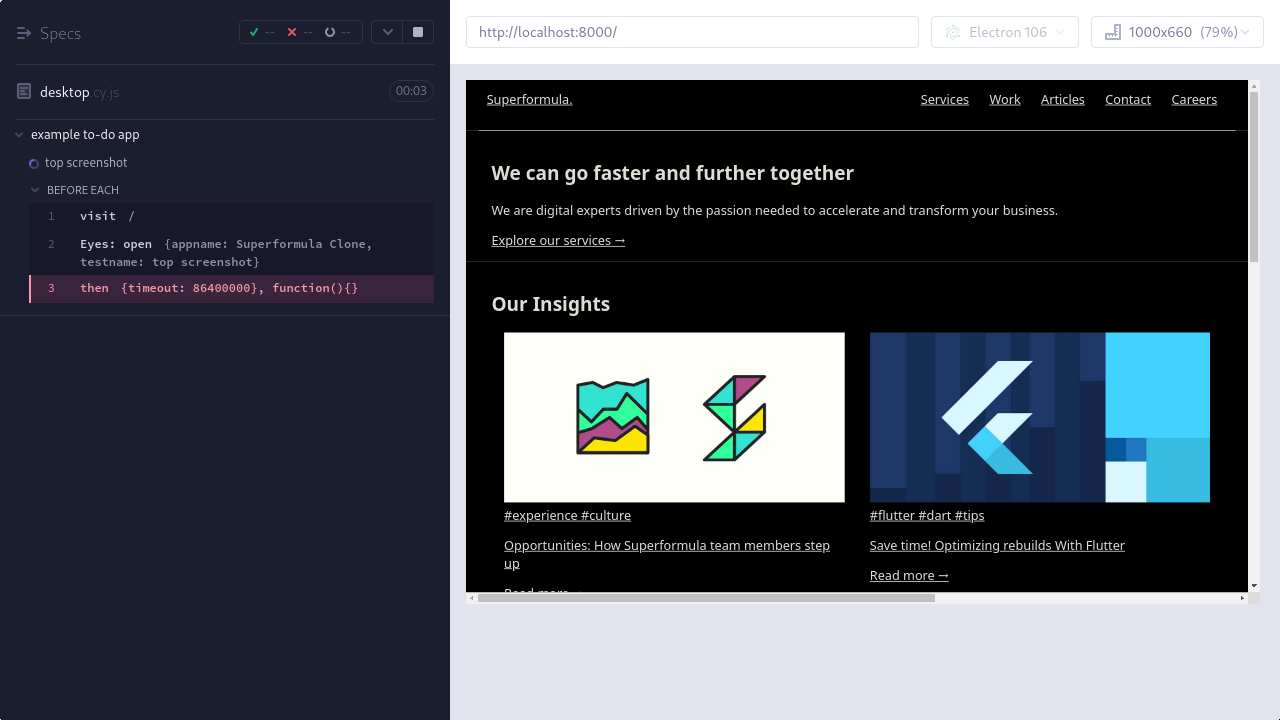 Specs
--
--
--
desktop.cy.js
00:03
example to-do app
top screenshot
BEFORE EACH
1 visit /
2 Eyes: open {appname: Superformula Clone,
testname: top screenshot}
3 then {timeout: 86400000}, function(){}
http://localhost:8000/
Electron 106
1000x660 (79%)
Superformula.
Services Work Articles Contact Careers
We can go faster and further together
We are digital experts driven by the passion needed to accelerate and transform your business.
Explore our services →
Our Insights
#experience #culture
Opportunities: How Superformula team members step
up
Read more →
#flutter #dart #tips
Save time! Optimizing rebuilds With Flutter
Read more →